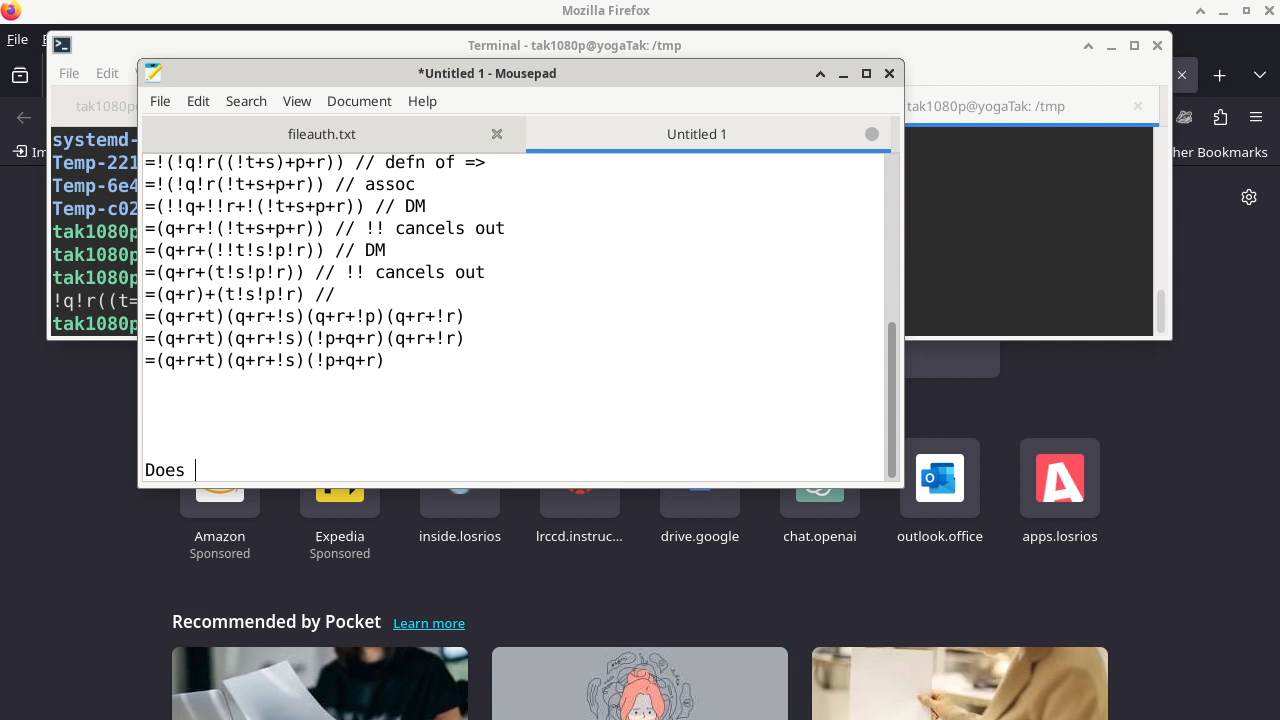 Mozilla Firefox
File
Terminal - tak1080p@yogaTak: /tmp
File Edit
*Untitled 1 - Mousepad
File Edit Search View Document Help
tak1080p
tak1080p@yogaTak: /tmp
fileauth.txt
Untitled 1
Im
her Bookmarks
systemd-
Temp-221
Temp-6e4
Temp-c02
tak1080p
tak1080p
tak1080p
!q!r((t=
tak1080p
=!(!q!r((!t+s)+p+r)) // defn of =>
=!(!q!r(!t+s+p+r)) // assoc
=(!!q+!!r+!(!t+s+p+r)) // DM
=(q+r+!(!t+s+p+r)) // !! cancels out
=(q+r+(!!t!s!p!r)) // DM
=(q+r+(t!s!p!r)) // !! cancels out
=(q+r)+(t!s!p!r) //
=(q+r+t)(q+r+!s)(q+r+!p)(q+r+!r)
=(q+r+t)(q+r+!s)(!p+q+r)(q+r+!r)
=(q+r+t)(q+r+!s)(!p+q+r)
Does
Amazon
Sponsored
Expedia
Sponsored
inside.losrios
lrccd.instruc...
drive.google
chat.openai
outlook.office
apps.losrios
Recommended by Pocket Learn more